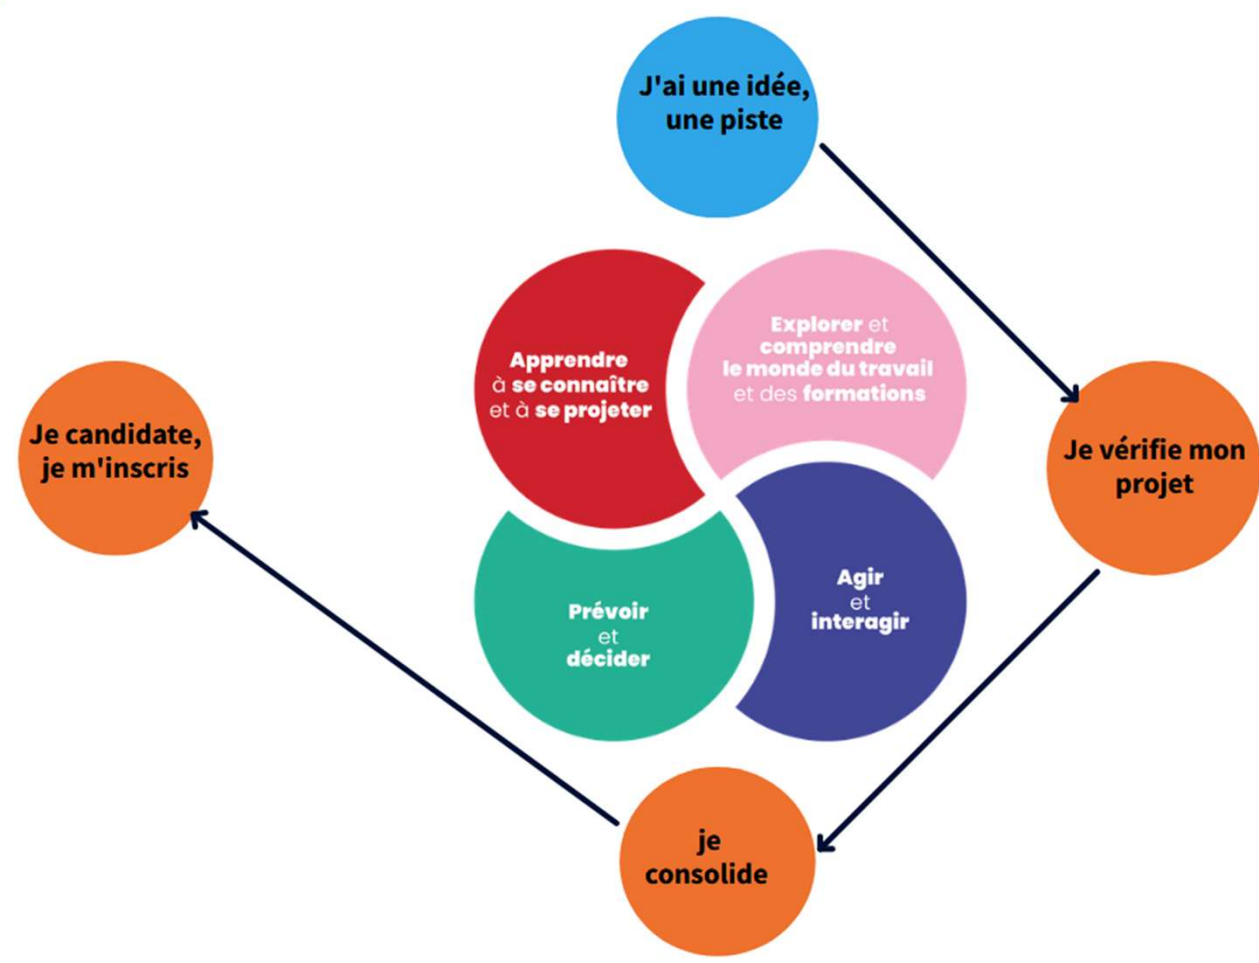 J'ai une idée,
une piste
Apprendre
à se connaître
et à se projeter
Explorer et
comprendre
le monde du travail
et des formations
Je candidate,
je m'inscris
Je vérifie mon
projet
Prévoir
et
décider
Agir
et
interagir
je
consolide